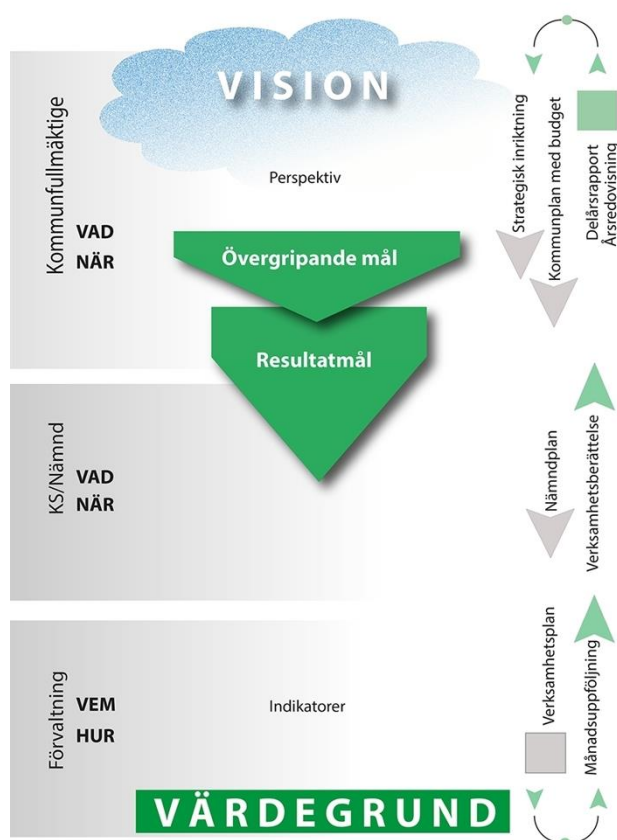 VISION
Kommunfullmäktige
VAD
NÄR
Perspektiv
Övergripande mål
Resultatmål
Strategisk inriktning
Kommunplan med budget
Delårsrapport
Årsredovisning
KS/Nämnd
VAD
NÄR
Nämndplan
Verksamhetsberättelse
Förvaltning
VEM
HUR
Indikatorer
Verksamhetsplan
Månadsuppföljning
VÄRDEGRUND